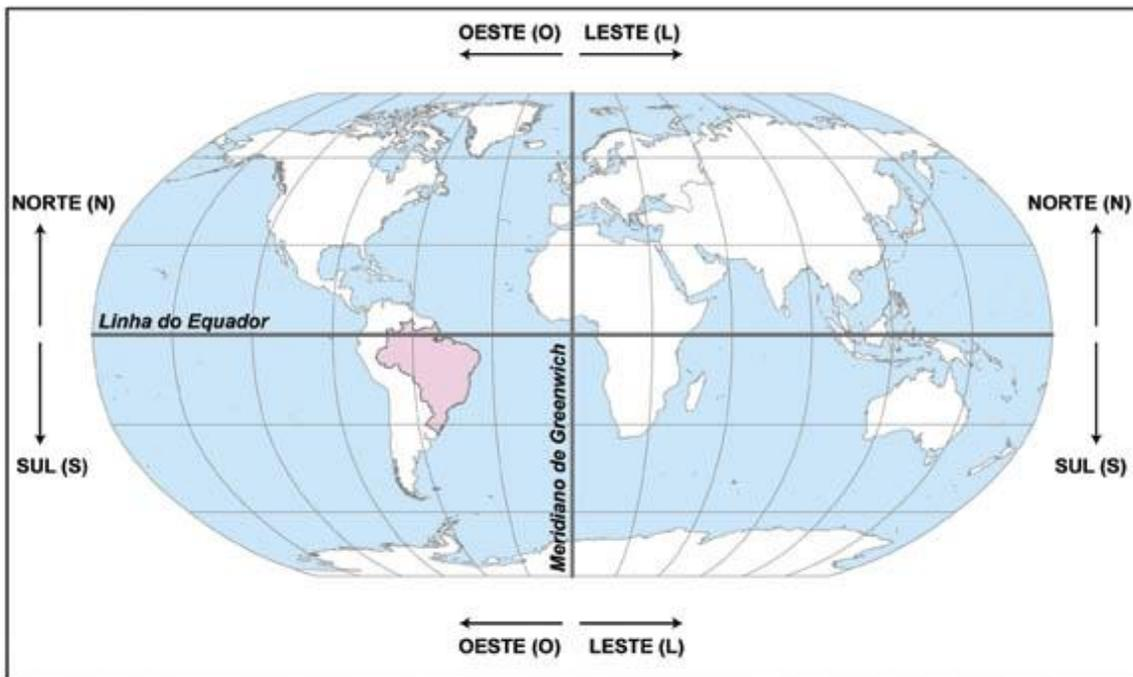 OESTE (O) LESTE (L)
NORTE (N) NORTE (N)
Linha do Equador
Meridiano de Greenwich
SUL (S) SUL (S)
OESTE (O) LESTE (L)